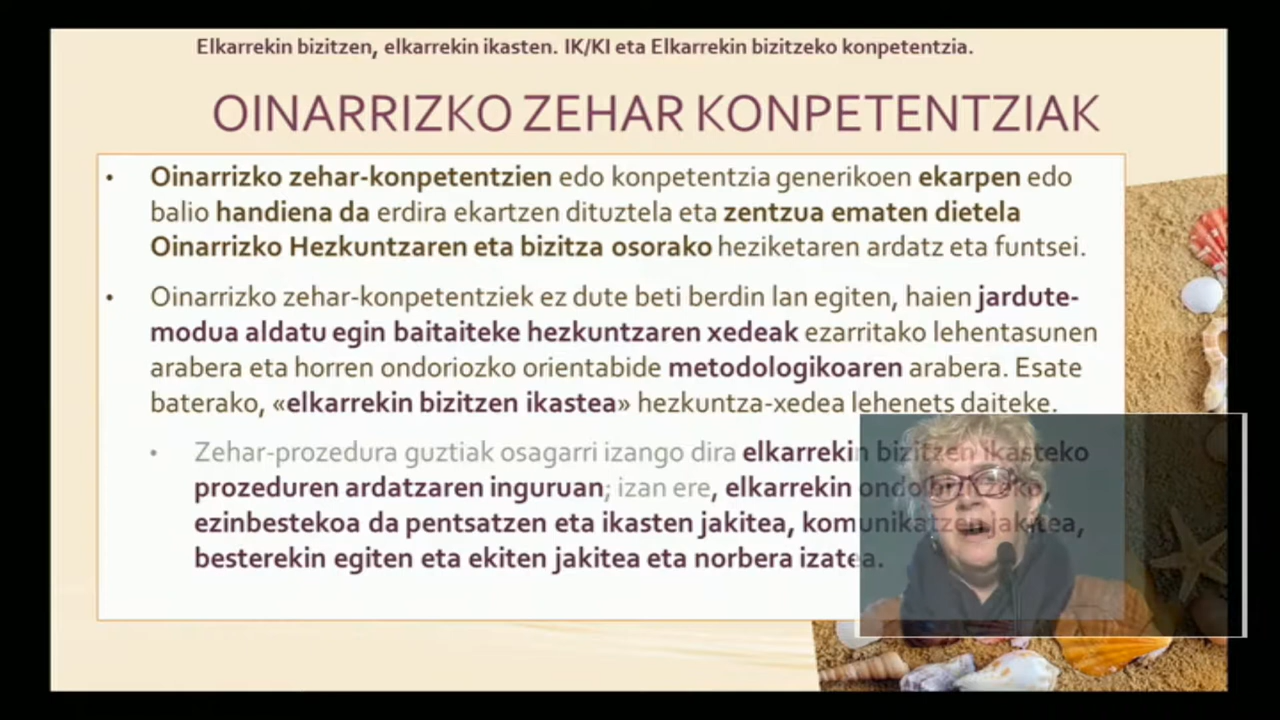 Elkarrekin bizitzen, elkarrekin ikasten. IK/KI eta Elkarrekin bizitzeko konpetentzia.
OINARRIZKO ZEHAR KONPETENTZIAK
• Oinarrizko zehar-konpetentzien edo konpetentzia generikoen ekarpen edo
balio handiena da erdira ekartzen dituztela eta zentzua ematen dietela
Oinarrizko Hezkuntzaren eta bizitza osorako heziketaren ardatz eta funtsei.
• Oinarrizko zehar-konpetentziek ez dute beti berdin lan egiten, haien jardute-
modua aldatu egin baitaiteke hezkuntzaren xedeak ezarritako lehentasunen
arabera eta horren ondoriozko orientabide metodologikoaren arabera. Esate
baterako, «elkarrekin bizitzen ikastea» hezkuntza-xedea lehenets daiteke.
• Zehar-prozedura guztiak osagarri izango dira elkarrekin bizitzen ikasteko
prozeduren ardatzaren inguruan; izan ere, elkarrekin ondo bizitzeko,
ezinbestekoa da pentsatzen eta ikasten jakitea, komunikatzen jakitea,
besterekin egiten eta ekiten jakitea eta norbera izatea.